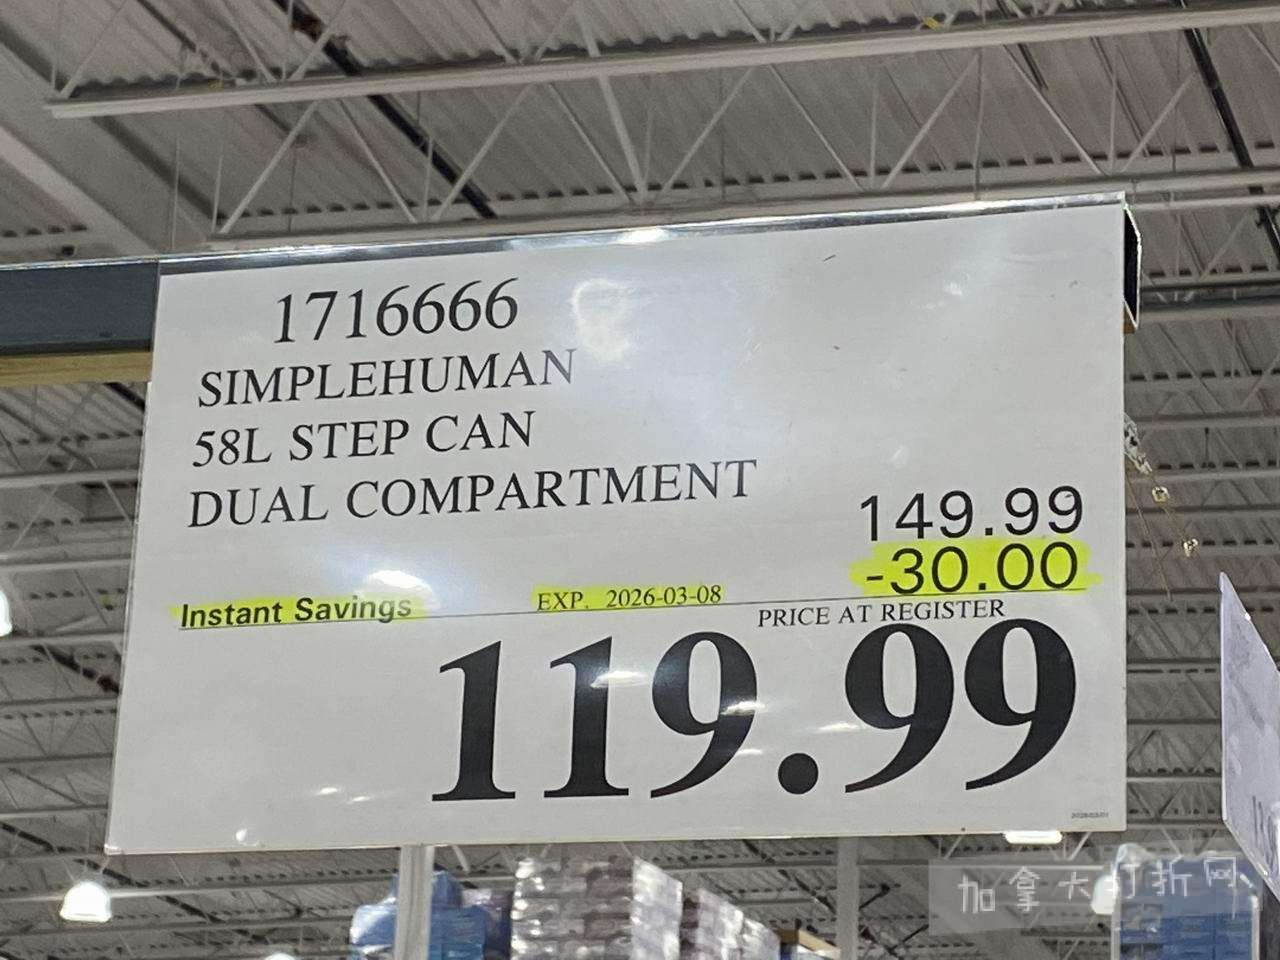 1716666
SIMPLEHUMAN
58L STEP CAN
DUAL COMPARTMENT
149.99
-30.00
Instant Savings EXP. 2026-03-08
PRICE AT REGISTER
119.99
加拿大打折网